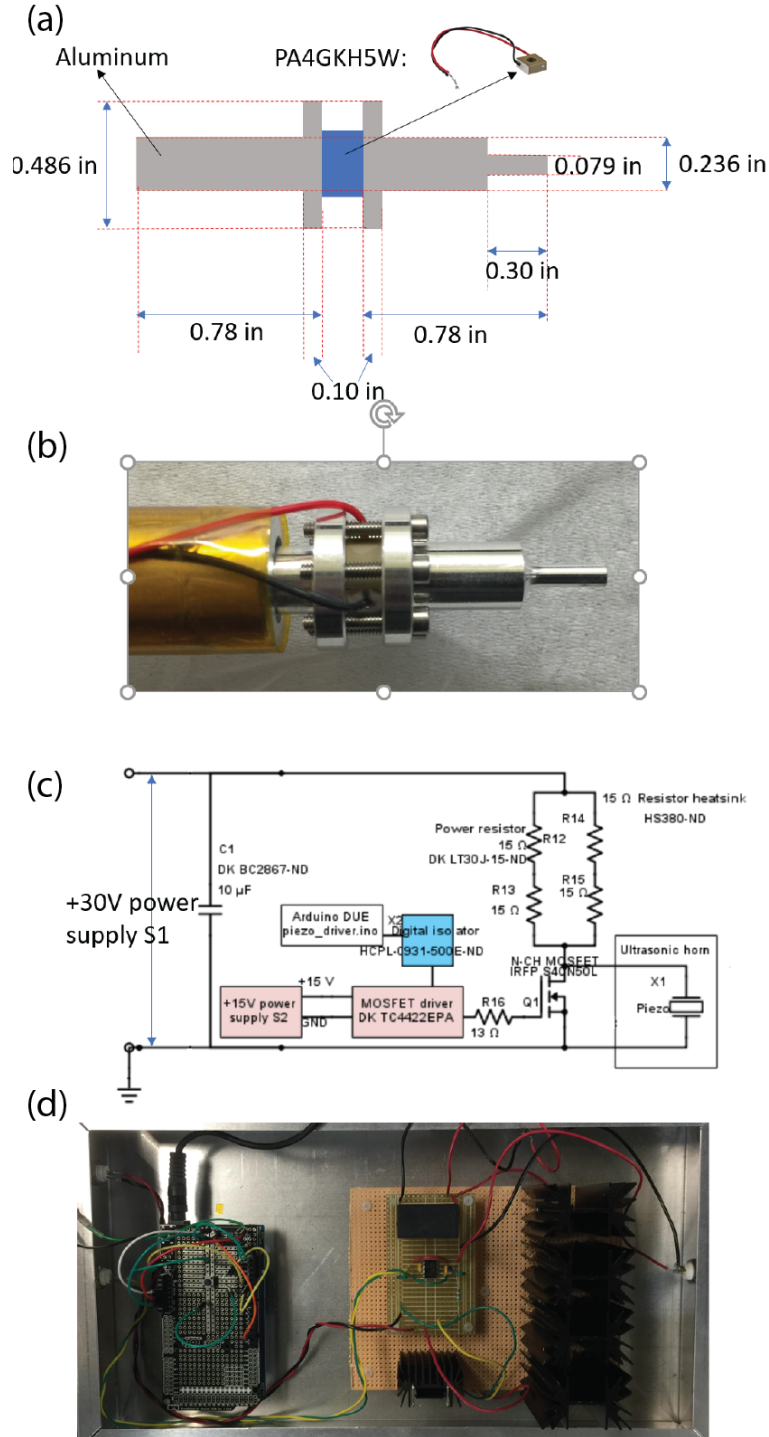 (a)
Aluminum
PA4GKH5W:
0.486 in
0.079 in
0.236 in
0.30 in
0.78 in
0.78 in
0.10 in
(b)
(c)
15 Ω Resistor heatsink
HS380-ND
R14
Power resistor
15 Ω
R12
DK LT30J-15-ND
C1
DK BC2867-ND
10 µF
R13
15 Ω
R15
15 Ω
+30V power
supply S1
Arduino DUE
piezo_driver.ino
X2
Digital isolator
HCPL-0931-500E-ND
N-CH MOSFET
IRFP S40N50L
Ultrasonic horn
X1
Piezo
+15 V
+15V power
supply S2
GND
MOSFET driver
DK TC4422EPA
R16
13 Ω
Q1
(d)